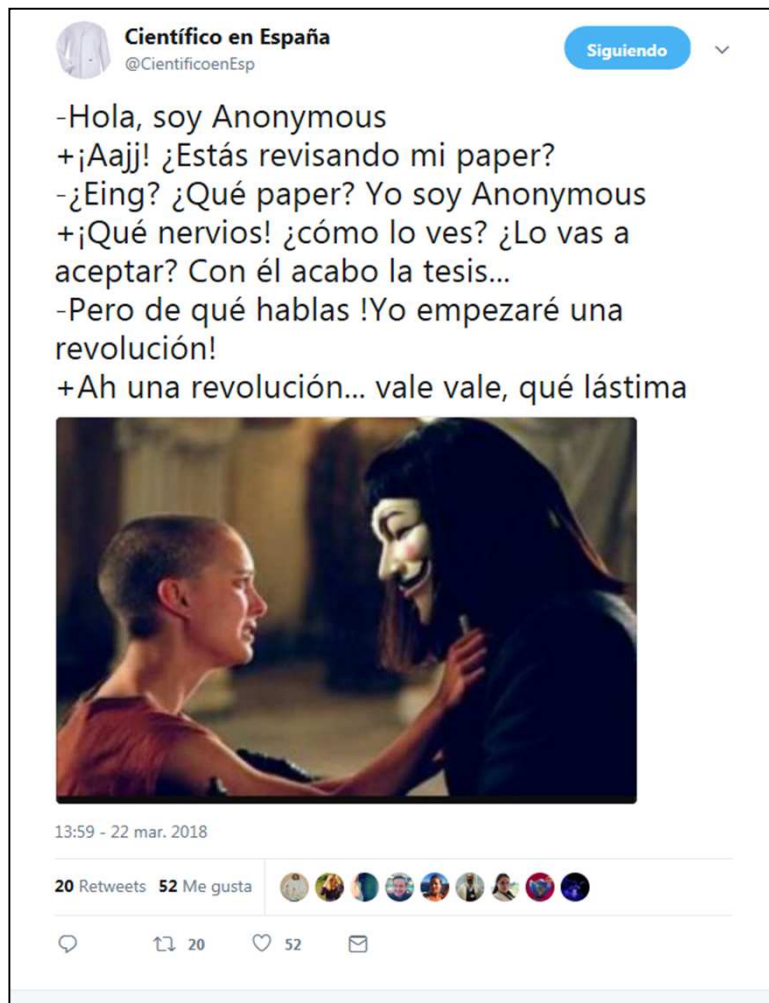 Científico en España
@CientificoenEsp
Siguiendo
-Hola, soy Anonymous
+¡Aajj! ¿Estás revisando mi paper?
-¿Eing? ¿Qué paper? Yo soy Anonymous
+¡Qué nervios! ¿cómo lo ves? ¿Lo vas a
aceptar? Con él acabo la tesis...
-Pero de qué hablas !Yo empezaré una
revolución!
+Ah una revolución... vale vale, qué lástima
13:59 - 22 mar. 2018
20 Retweets 52 Me gusta
20 52